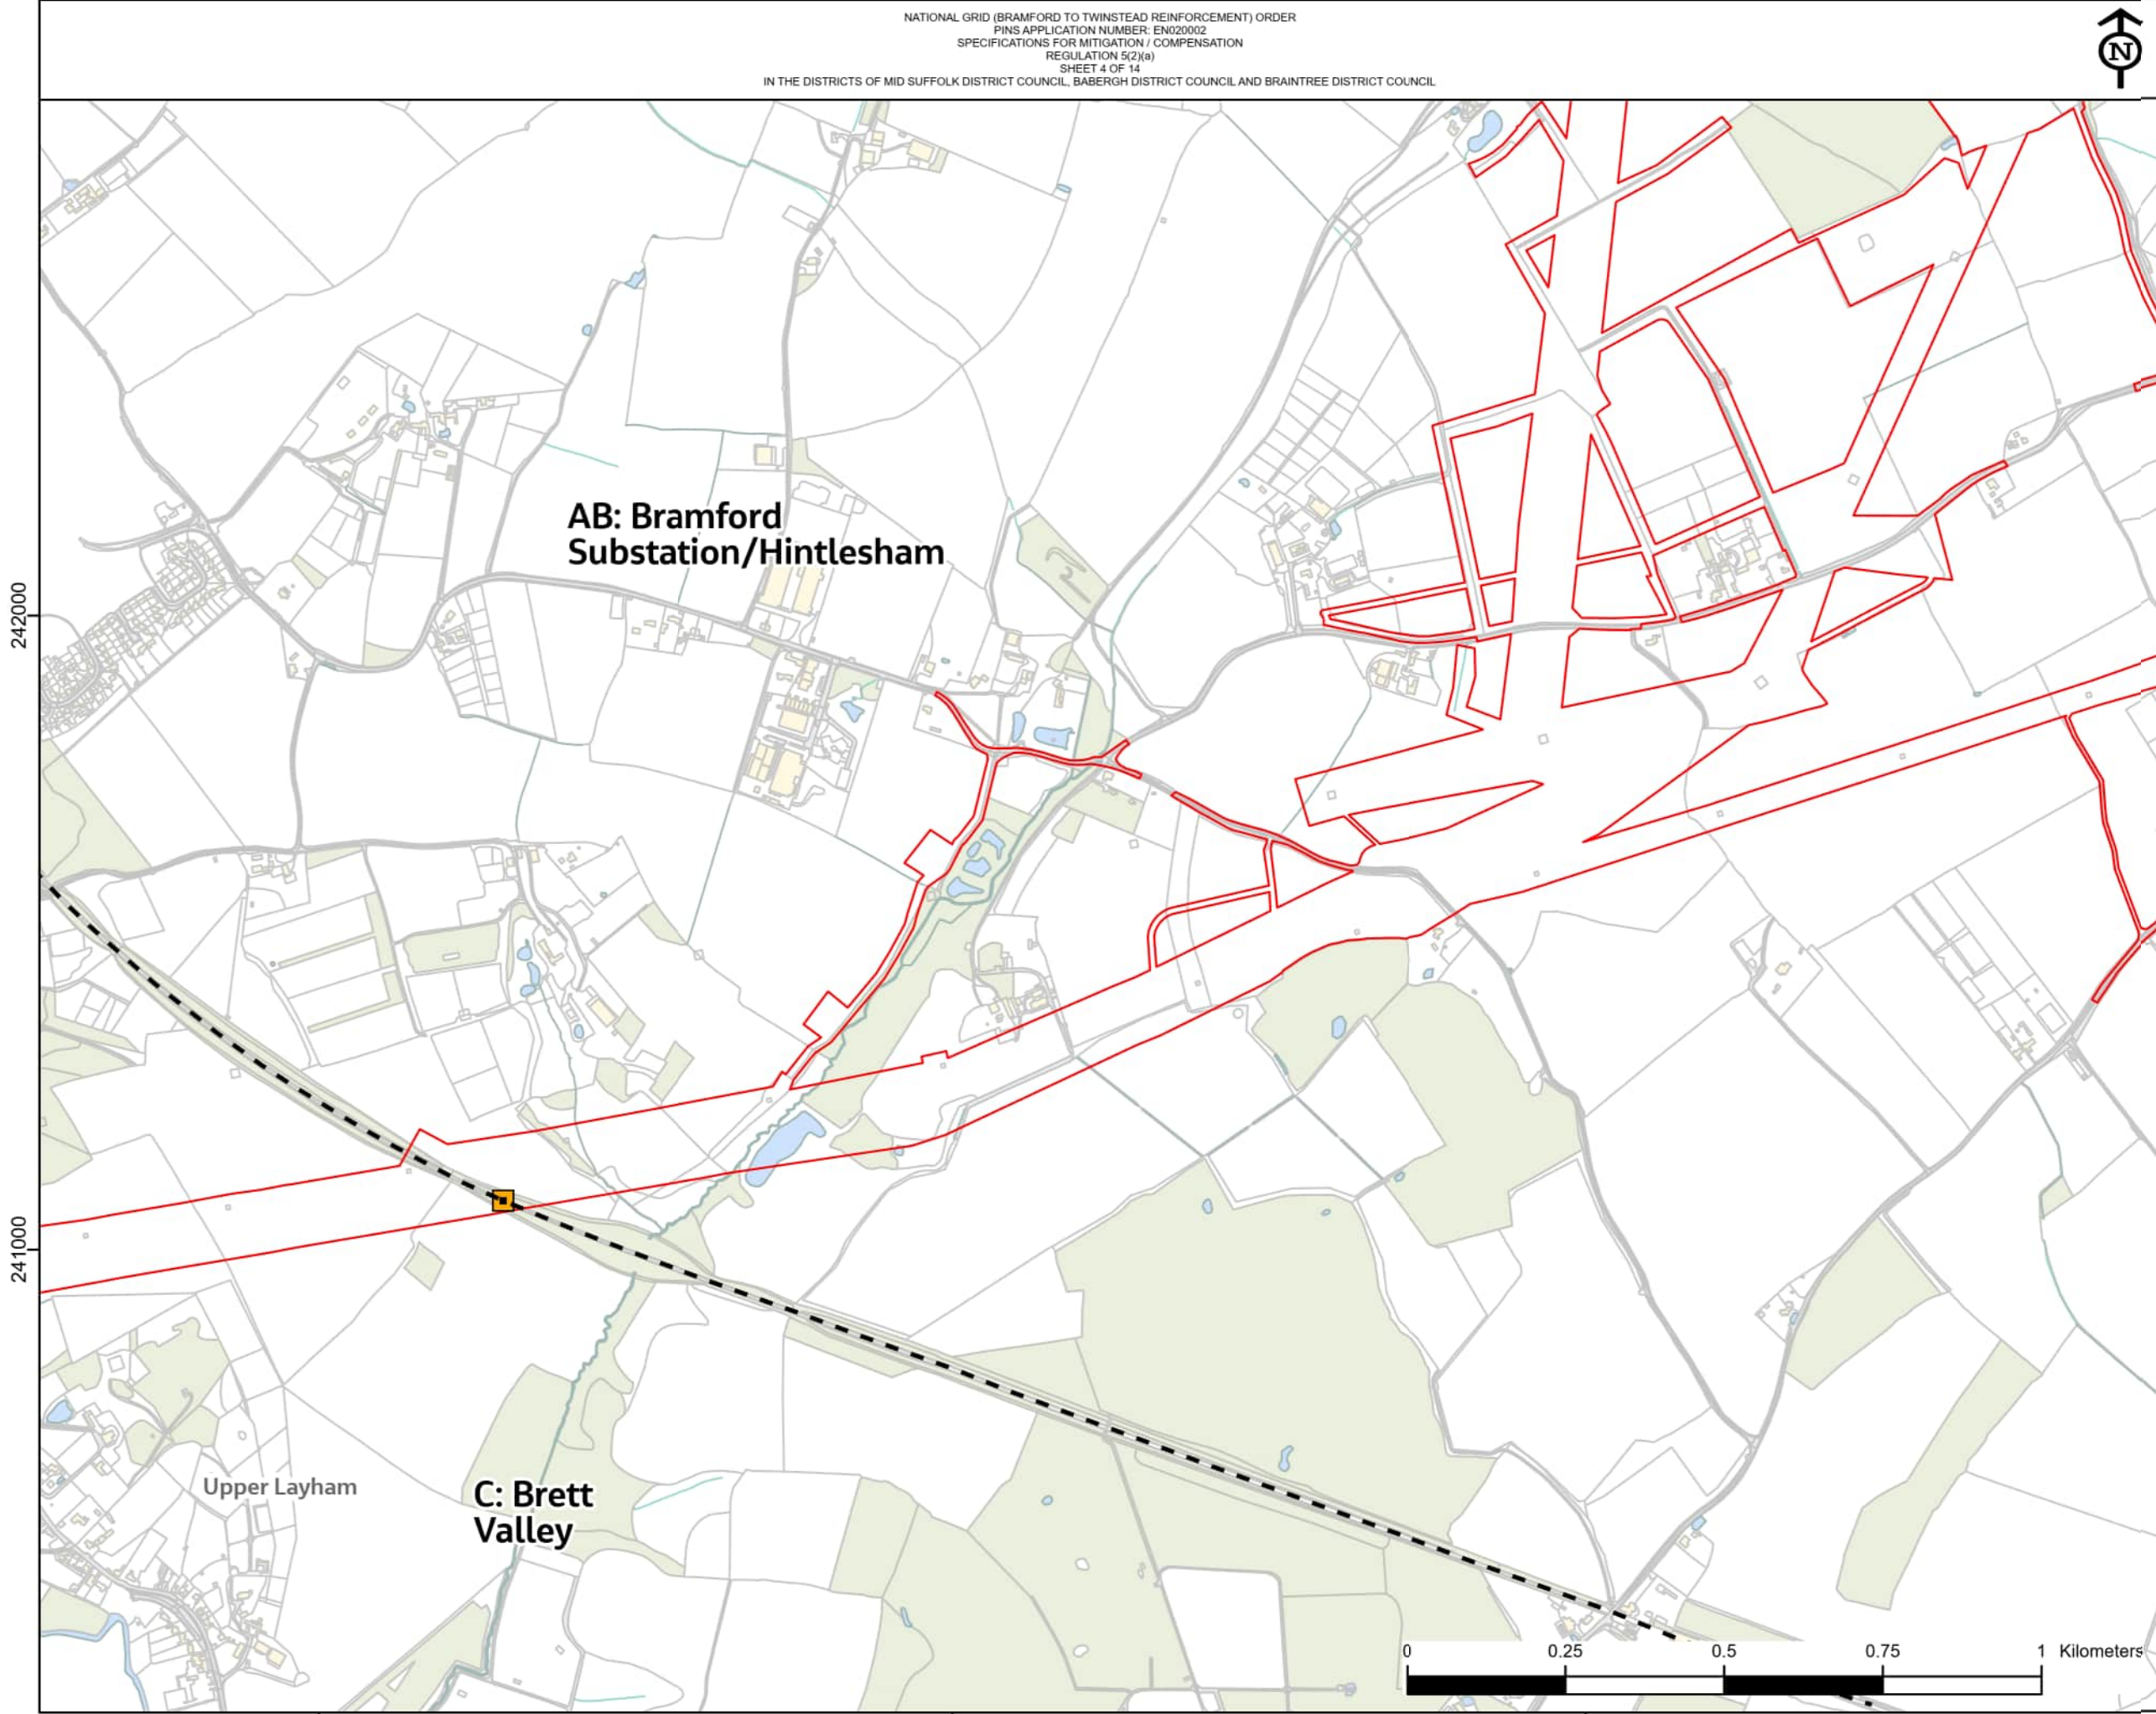 NATIONAL GRID (BRAMFORD TO TWINSTEAD REINFORCEMENT) ORDER
PINS APPLICATION NUMBER: EN020002
SPECIFICATIONS FOR MITIGATION / COMPENSATION
REGULATION 5(2)(a)
SHEET 4 OF 14
IN THE DISTRICTS OF MID SUFFOLK DISTRICT COUNCIL, BABERGH DISTRICT COUNCIL AND BRAINTREE DISTRICT COUNCIL
N
AB: Bramford
Substation/Hintlesham
242000
241000
Upper Layham
C: Brett
Valley
0 0.25 0.5 0.75 1 Kilometers